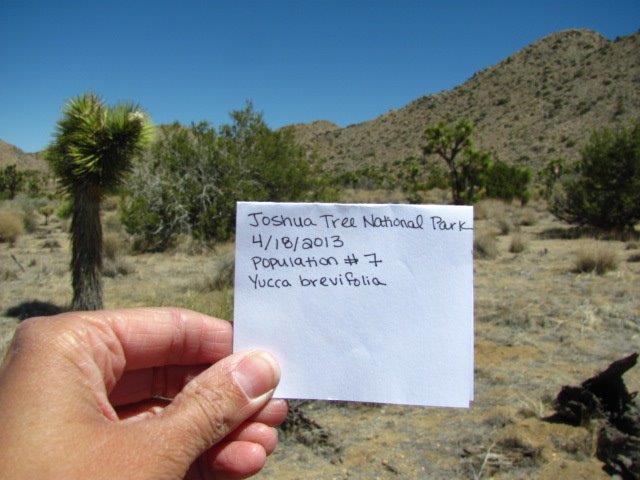 Joshua Tree National Park
4/18/2013
Population # 7
Yucca brevifolia